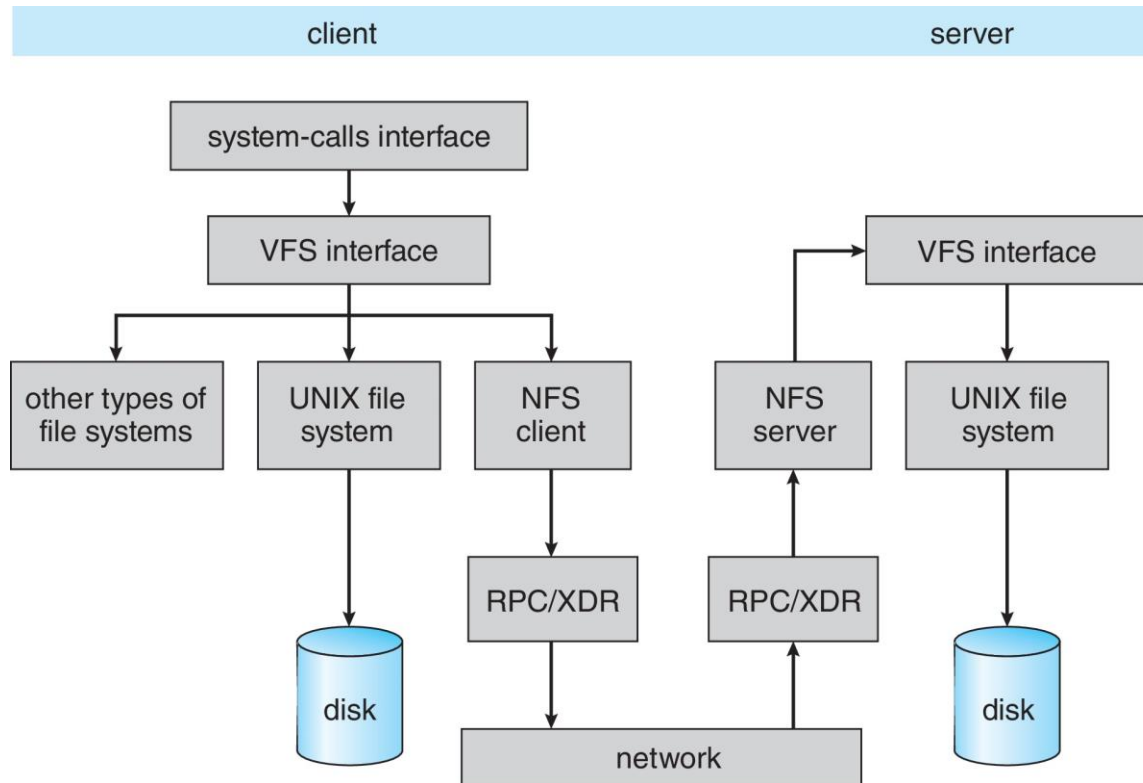 client
server
system-calls interface
VFS interface
VFS interface
other types of
file systems
UNIX file
system
NFS
client
NFS
server
UNIX file
system
RPC/XDR
RPC/XDR
disk
disk
network